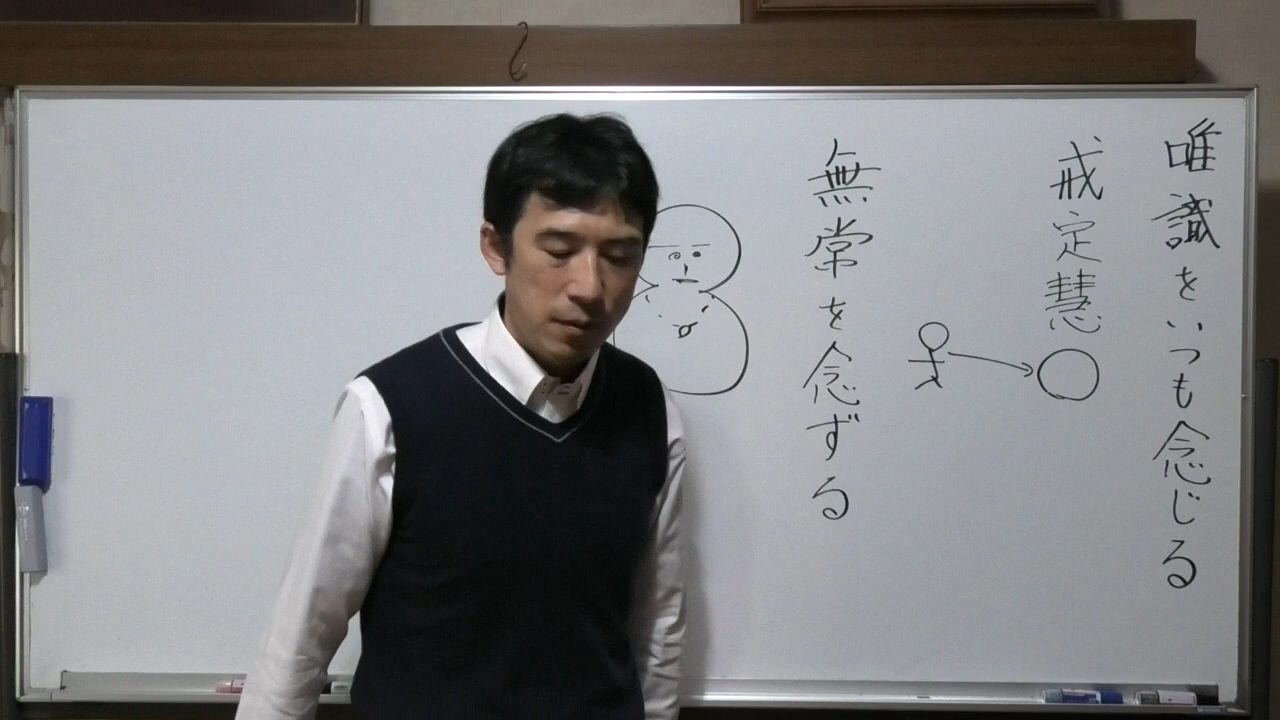 唯識をいつも念じる
戒定慧
無常を念ずる